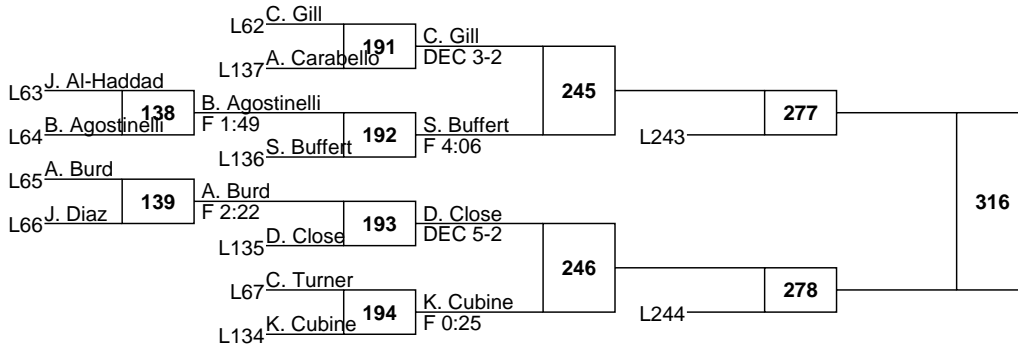 L62 C. Gill
191
C. Gill
DEC 3-2
L137 A. Carabello
L63 J. Al-Haddad
138
B. Agostinelli
F 1:49
L64 B. Agostinelli
192
S. Buffert
F 4:06
L136 S. Buffert
245
277
L243
L65 A. Burd
139
A. Burd
F 2:22
L66 J. Diaz
193
D. Close
DEC 5-2
L135 D. Close
246
L67 C. Turner
194
K. Cubine
F 0:25
L134 K. Cubine
278
L244
316